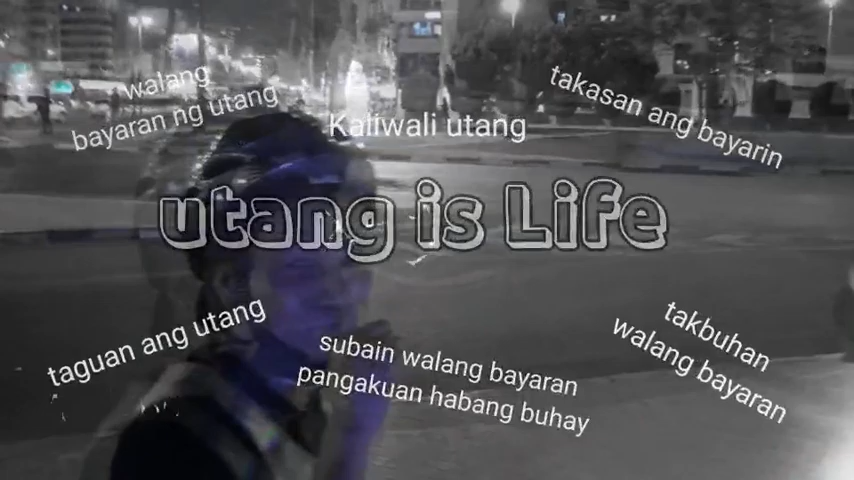 walang
bayaran ng utang
Kaliwali utang
takasan ang bayarin
utang is Life
taguan ang utang
subain walang bayaran
pangakuan habang buhay
takbuhan
walang bayaran